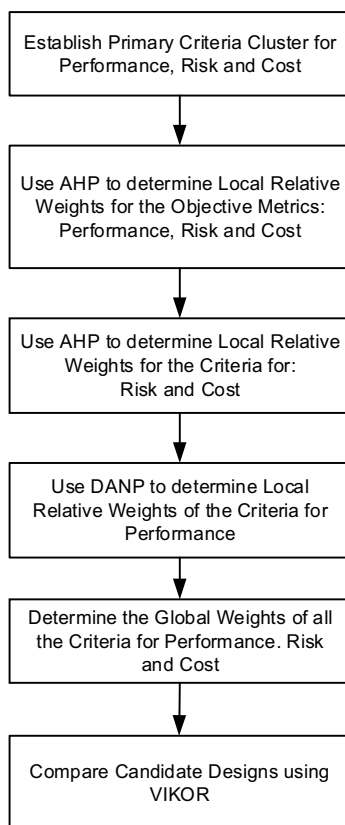 Establish Primary Criteria Cluster for
Performance, Risk and Cost
Use AHP to determine Local Relative
Weights for the Objective Metrics:
Performance, Risk and Cost
Use AHP to determine Local Relative
Weights for the Criteria for:
Risk and Cost
Use DANP to determine Local
Relative Weights of the Criteria for
Performance
Determine the Global Weights of all
the Criteria for Performance. Risk
and Cost
Compare Candidate Designs using
VIKOR